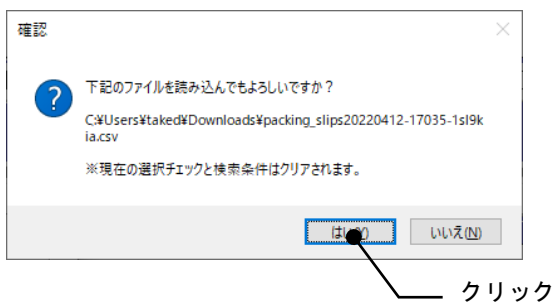 確認
下記のファイルを読み込んでもよろしいですか？
C:¥Users¥taked¥Downloads¥packing_slips20220412-17035-1sl9k
ia.csv
※現在の選択チェックと検索条件はクリアされます。
はい(Y)
いいえ(N)
クリック